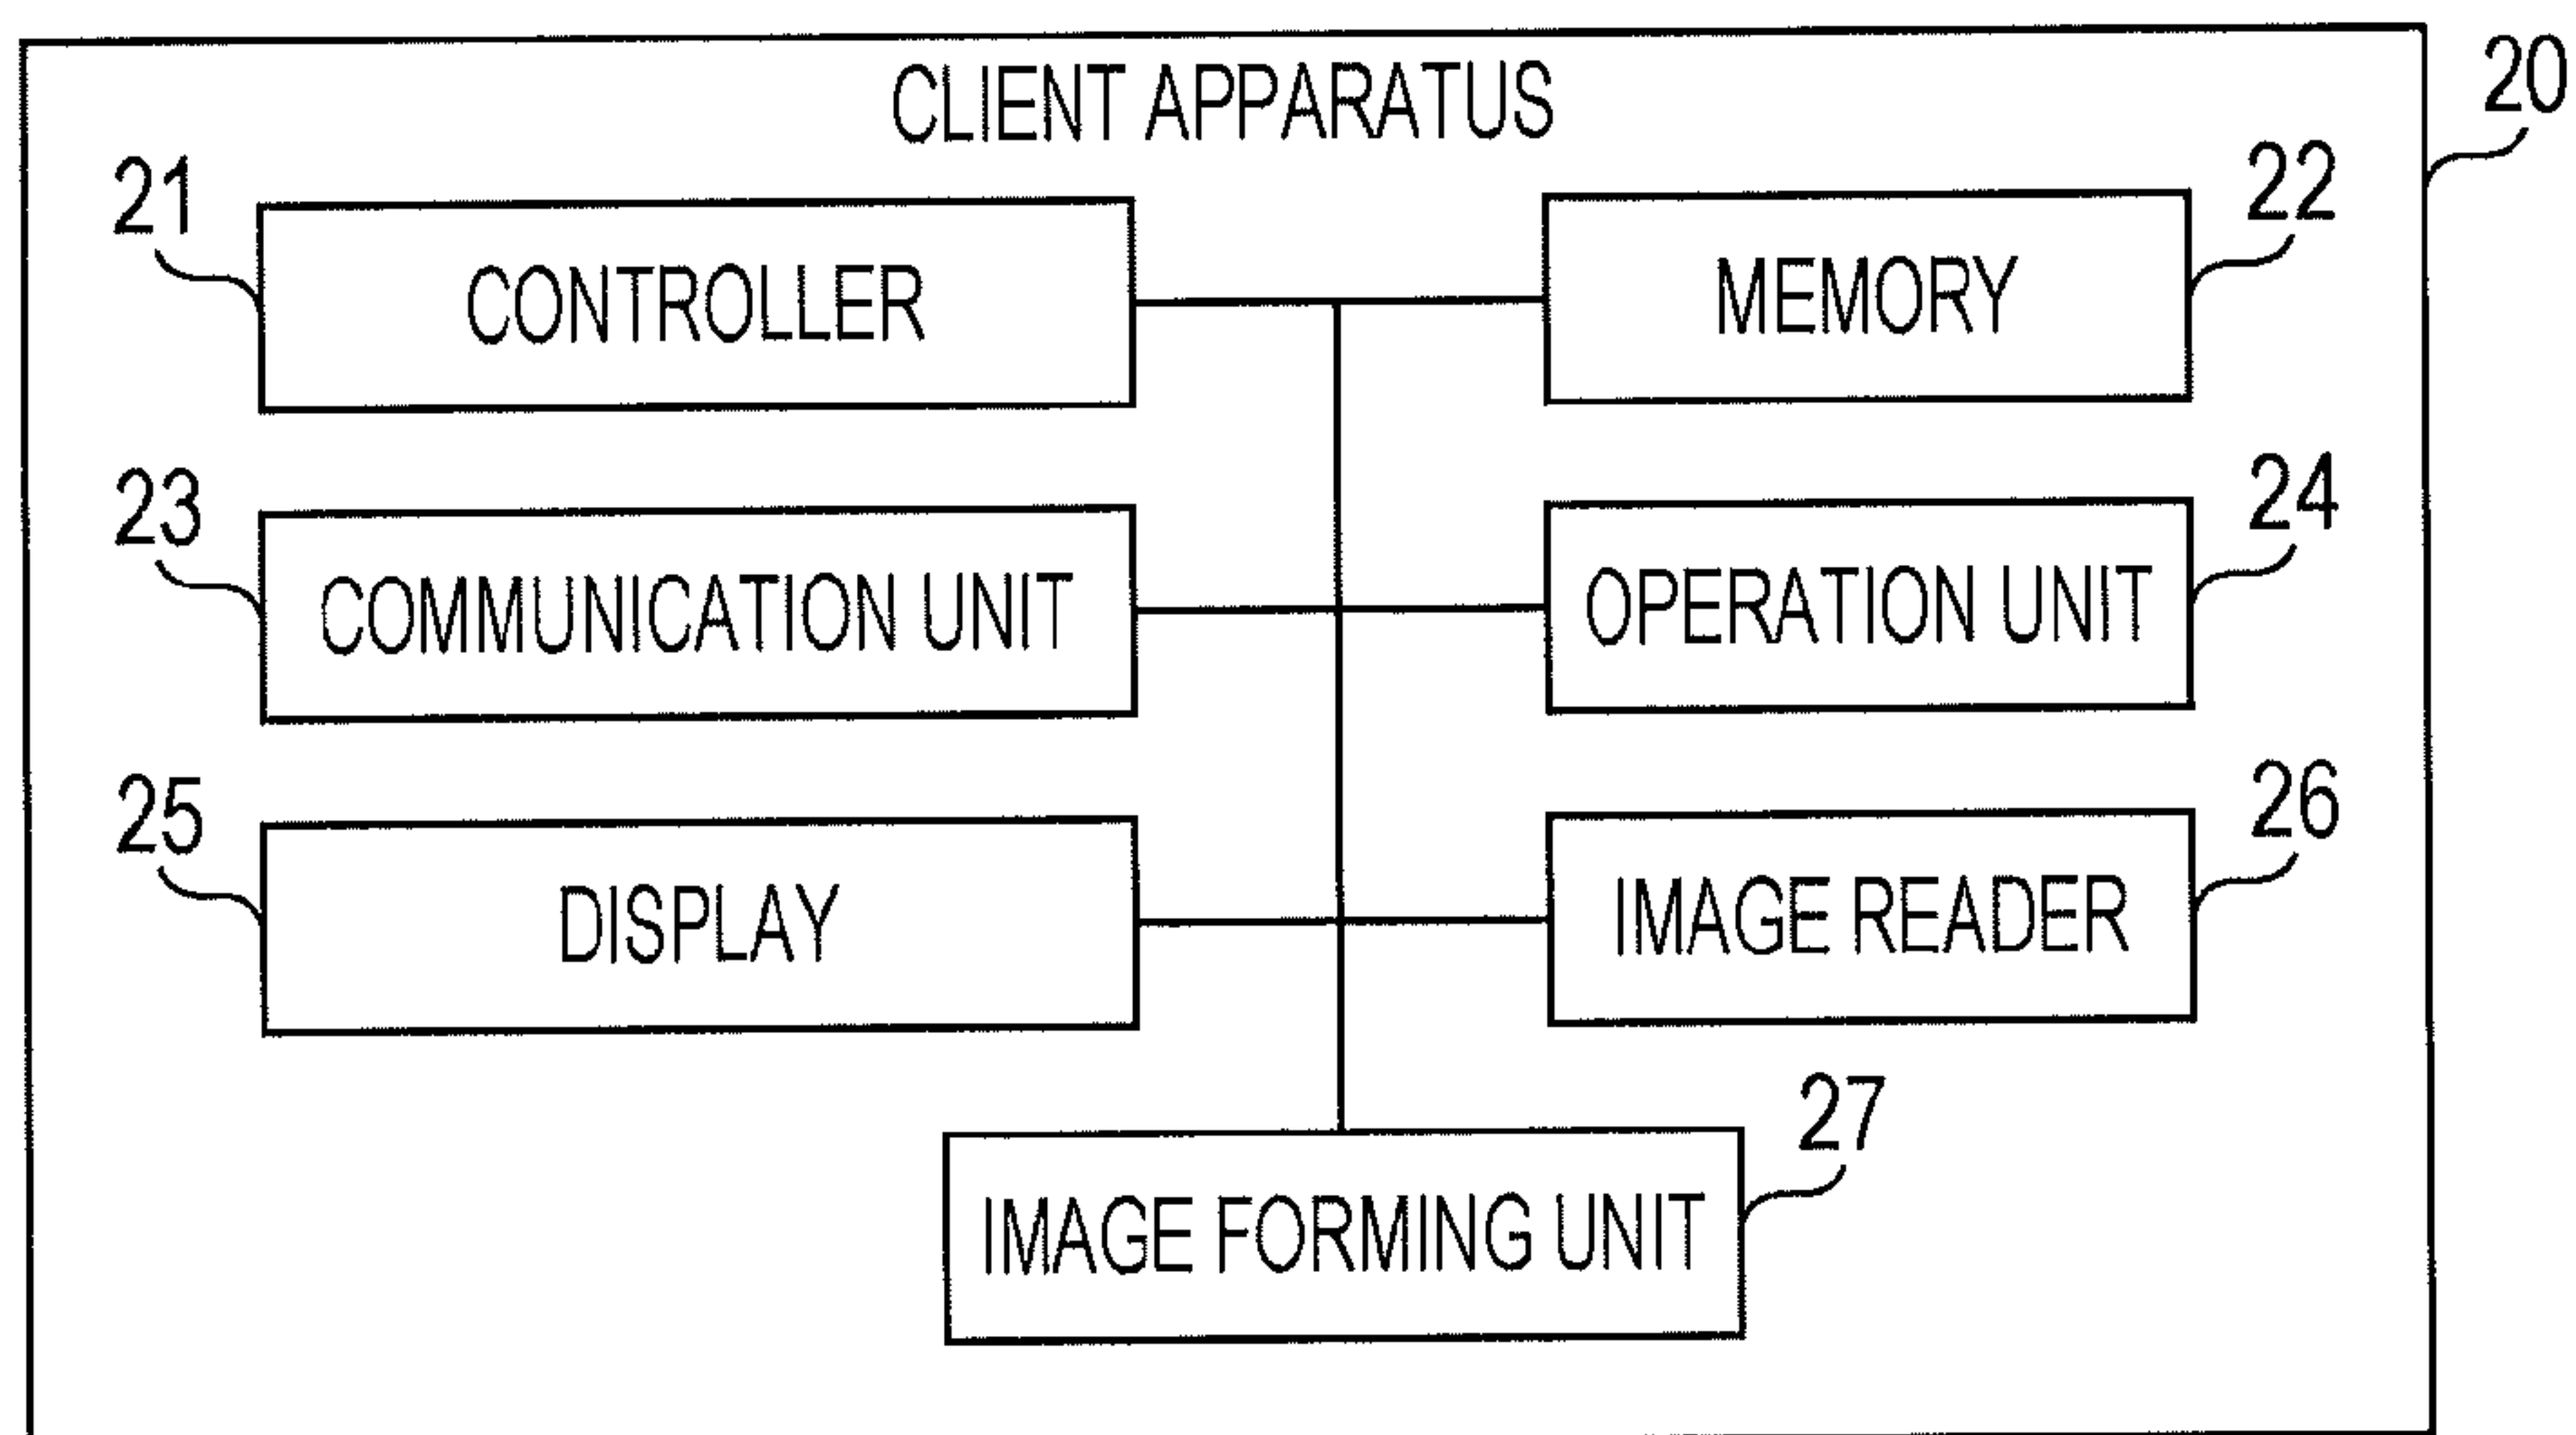 CLIENT APPARATUS
20
21
CONTROLLER
MEMORY
22
23
COMMUNICATION UNIT
OPERATION UNIT
24
25
DISPLAY
IMAGE READER
26
IMAGE FORMING UNIT
27